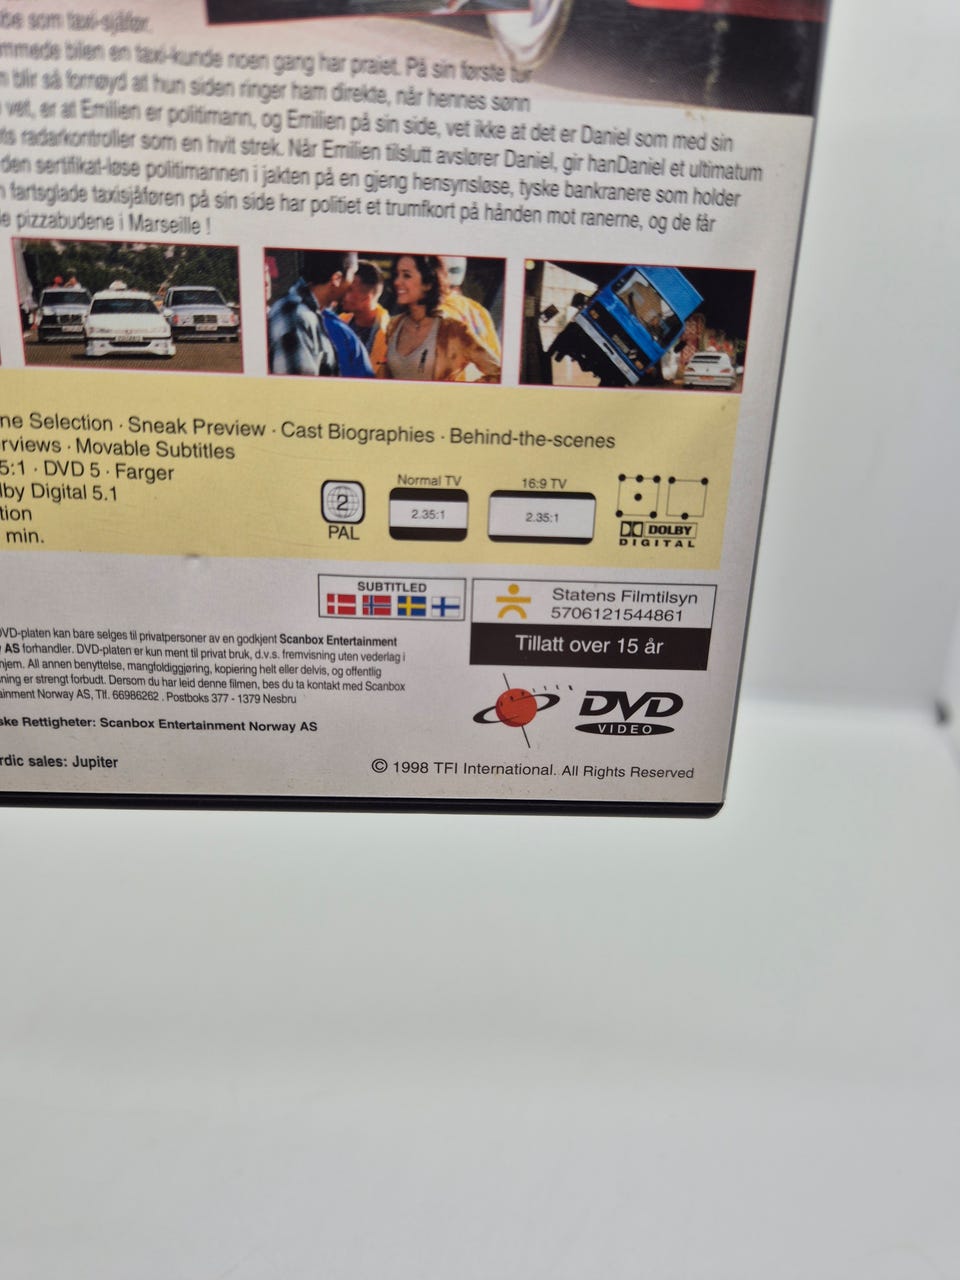 be som taxi-sjåfør.
mmede bilen en taxi-kunde noen gang har praiet. På sin første tur
n blir så fornøyd at hun siden ringer ham direkte, når hennes sønn
vet, er at Emilien er politimann, og Emilien på sin side, vet ikke at det er Daniel som med sin
ts radarkontroller som en hvit strek. Når Emilien tilslutt avslører Daniel, gir hanDaniel et ultimatum
den sertifikat-løse politimannen i jakten på en gjeng hensynsløse, tyske bankranere som holder
n fartsglade taxisjåføren på sin side har politiet et trumfkort på hånden mot ranerne, og de får
le pizzabudene i Marseille !
ne Selection · Sneak Preview · Cast Biographies · Behind-the-scenes
rviews · Movable Subtitles
5:1 · DVD 5 · Farger
lby Digital 5.1
tion
min.
2
PAL
Normal TV
2.35:1
16:9 TV
2.35:1
DOLBY
DIGITAL
SUBTITLED
Statens Filmtilsyn
5706121544861
Tillatt over 15 år
DVD-platen kan bare selges til privatpersoner av en godkjent Scanbox Entertainment
AS forhandler. DVD-platen er kun ment til privat bruk, d.v.s. fremvisning uten vederlag i
hjem. All annen benyttelse, mangfoldiggjøring, kopiering helt eller delvis, og offentlig
ning er strengt forbudt. Dersom du har leid denne filmen, bes du ta kontakt med Scanbox
ainment Norway AS, Tlf. 66986262 . Postboks 377 - 1379 Nesbru
ske Rettigheter: Scanbox Entertainment Norway AS
rdic sales: Jupiter
DVD
VIDEO
© 1998 TFI International. All Rights Reserved